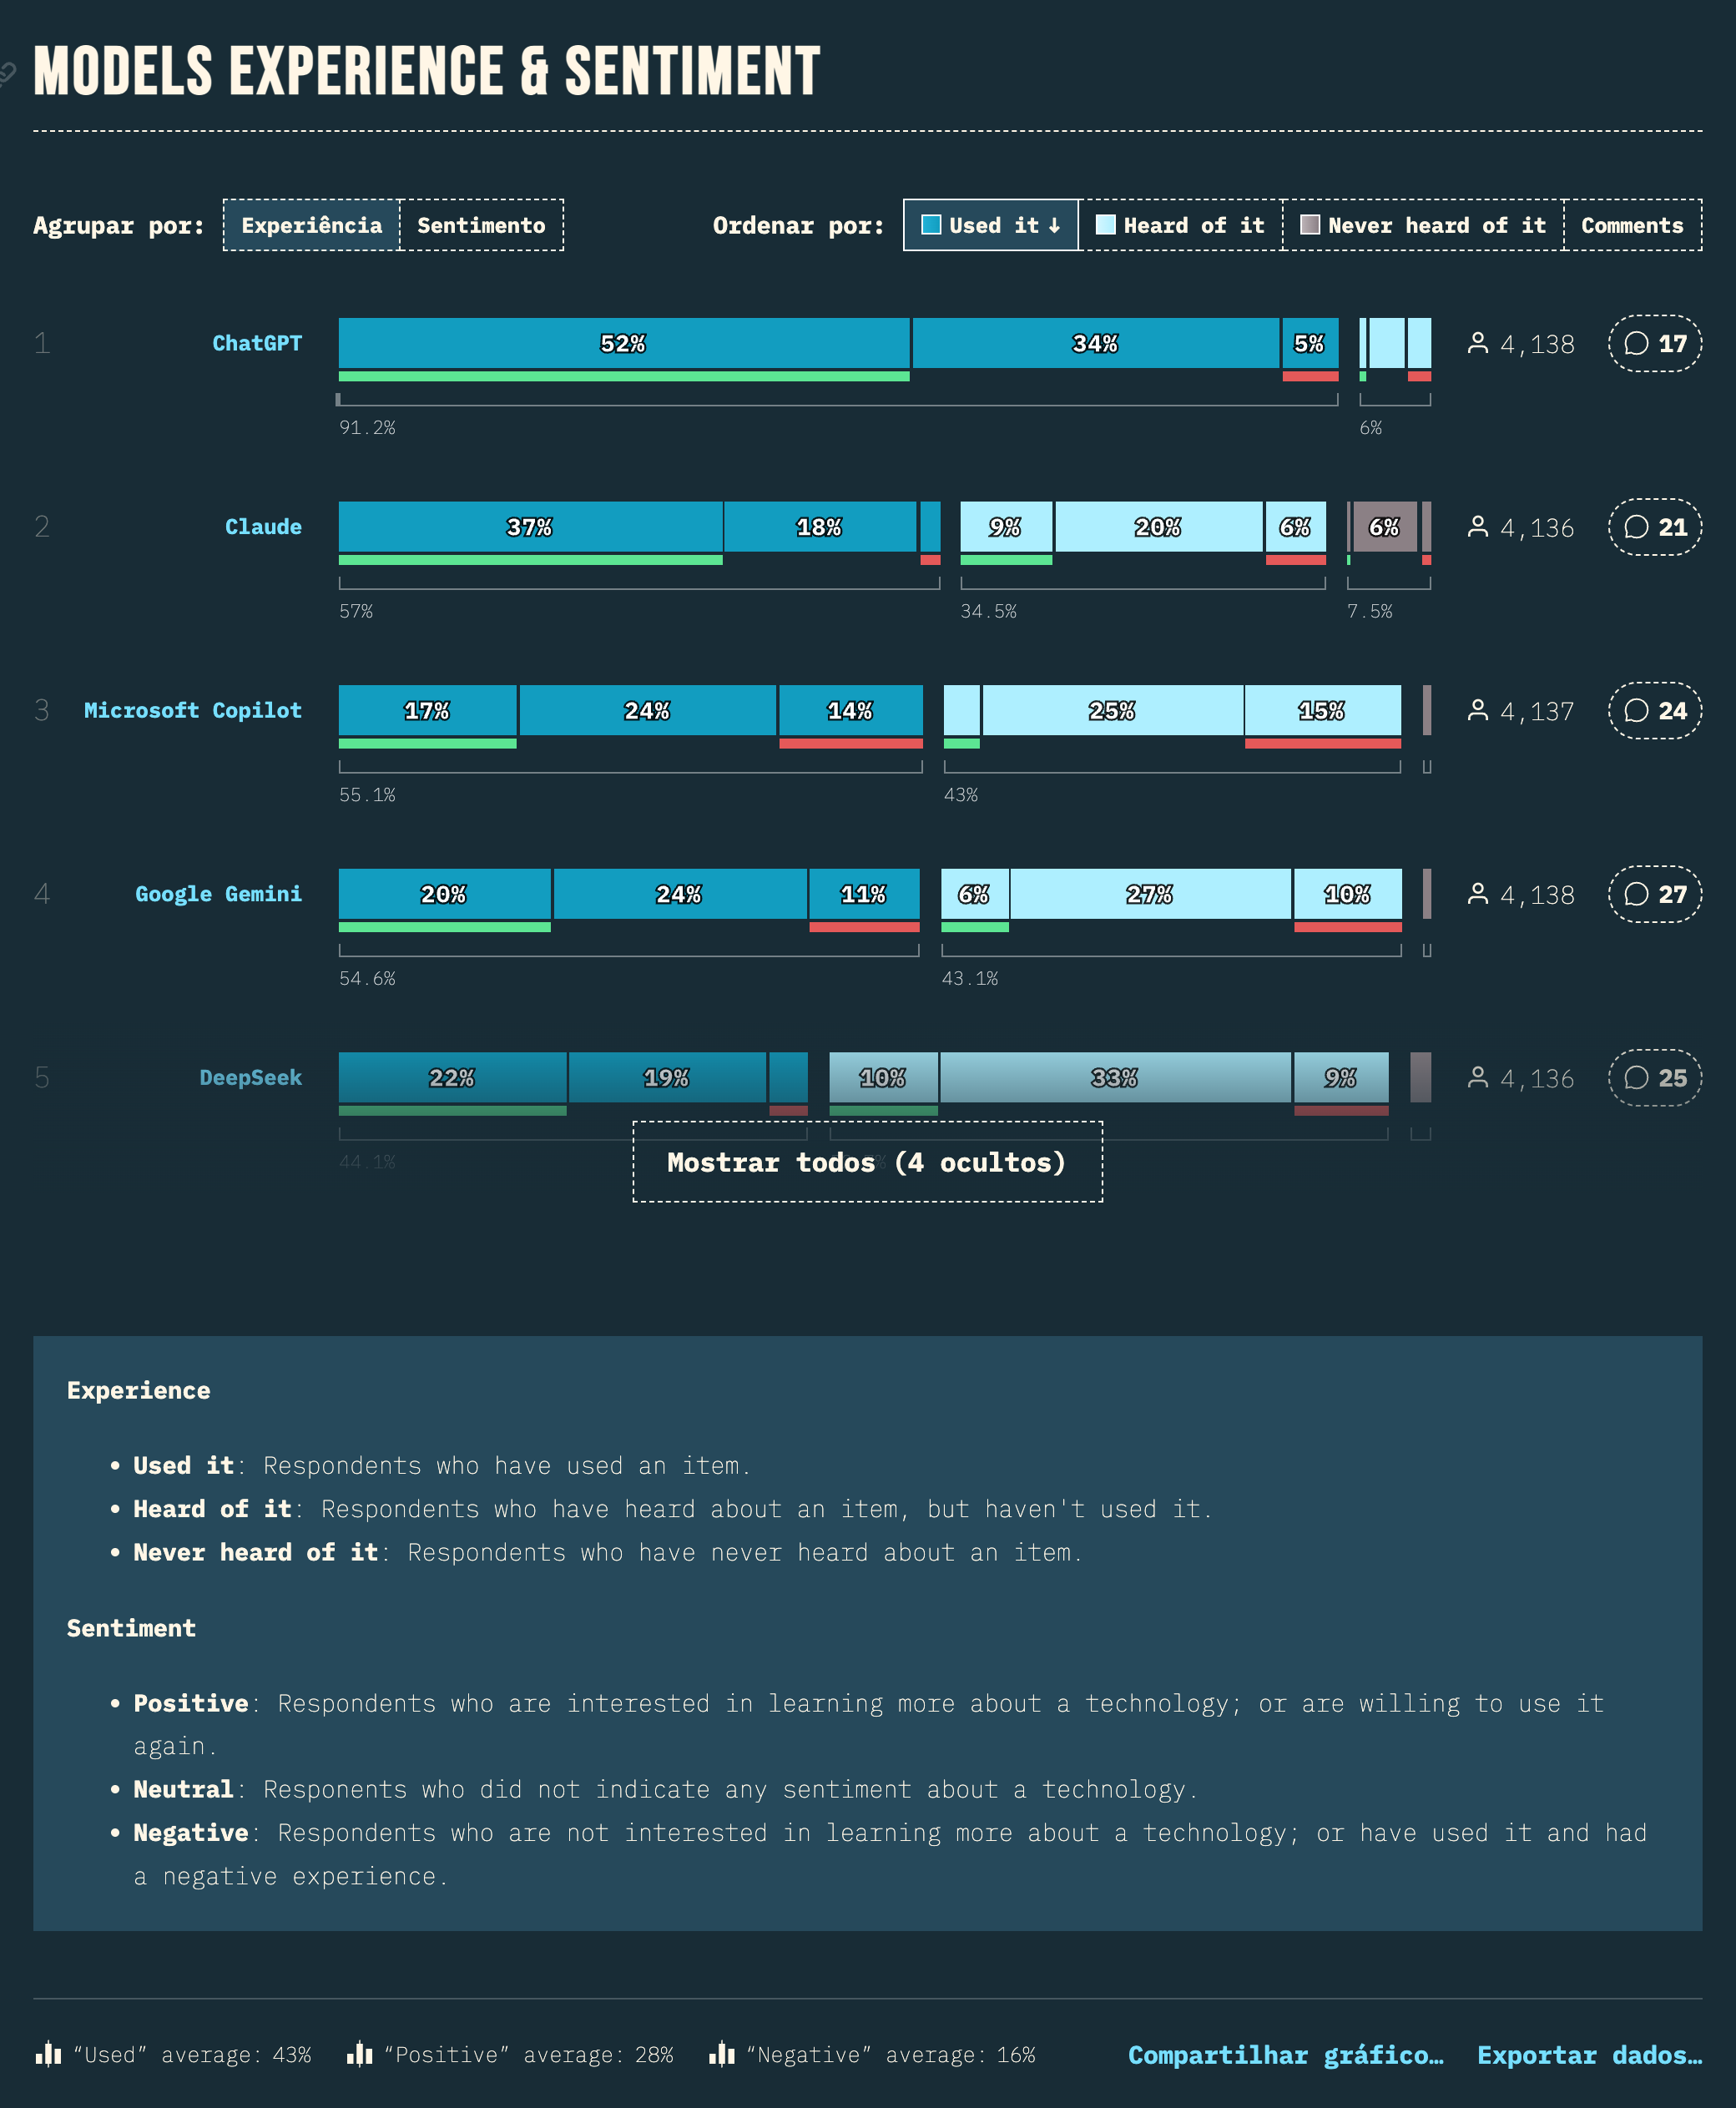 MODELS EXPERIENCE & SENTIMENT
Agrupar por: Experiência Sentimento Ordenar por: Used it ↓ Heard of it Never heard of it Comments
1 ChatGPT 52% 34% 5% 4,138 17
91.2% 6%
2 Claude 37% 18% 9% 20% 6% 6% 4,136 21
57% 34.5% 7.5%
3 Microsoft Copilot 17% 24% 14% 25% 15% 4,137 24
55.1% 43%
4 Google Gemini 20% 24% 11% 6% 27% 10% 4,138 27
54.6% 43.1%
5 DeepSeek 22% 19% 10% 33% 9% 4,136 25
44.1%
Mostrar todos (4 ocultos)
Experience
• Used it: Respondents who have used an item.
• Heard of it: Respondents who have heard about an item, but haven't used it.
• Never heard of it: Respondents who have never heard about an item.
Sentiment
• Positive: Respondents who are interested in learning more about a technology; or are willing to use it
again.
• Neutral: Responents who did not indicate any sentiment about a technology.
• Negative: Respondents who are not interested in learning more about a technology; or have used it and had
a negative experience.
“Used” average: 43% “Positive” average: 28% “Negative” average: 16% Compartilhar gráfico… Exportar dados…